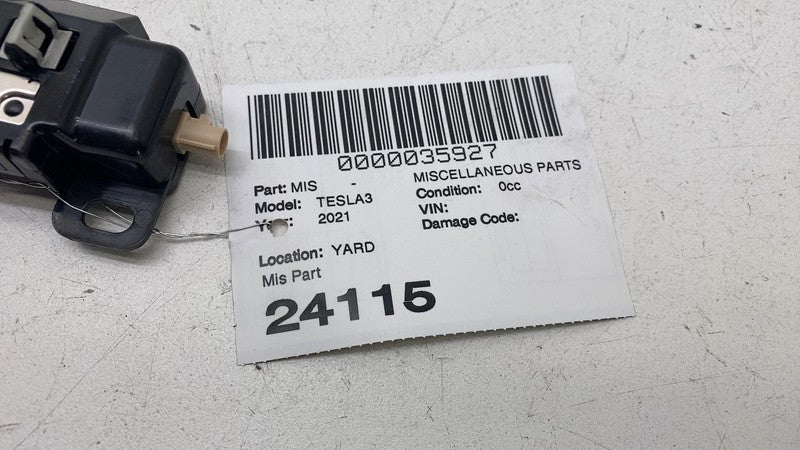 0000035927
Part: MIS - MISCELLANEOUS PARTS
Model: TESLA3 Condition: 0cc
2021 VIN:
Damage Code:
Location: YARD
Mis Part
24115